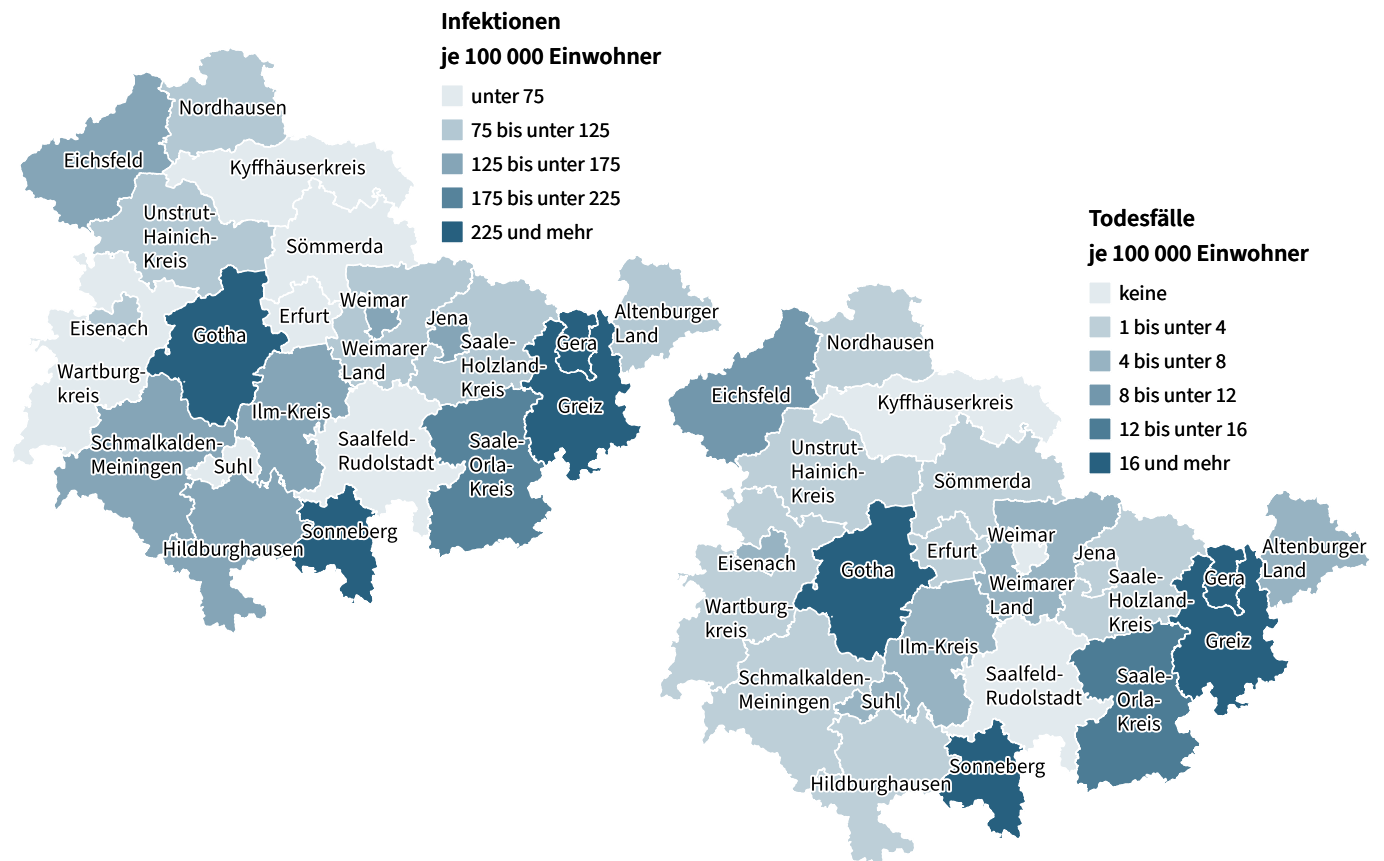 Infektionen
je 100 000 Einwohner
unter 75
75 bis unter 125
125 bis unter 175
175 bis unter 225
225 und mehr
Nordhausen
Eichsfeld
Kyffhäuserkreis
Unstrut-
Hainich-
Kreis
Sömmerda
Eisenach
Gotha
Erfurt
Weimar
Jena
Weimarer
Land
Saale-
Holzland-
Kreis
Gera
Altenburger
Land
Wartburg-
kreis
Ilm-Kreis
Greiz
Schmalkalden-
Meiningen
Suhl
Saalfeld-
Rudolstadt
Saale-
Orla-
Kreis
Hildburghausen
Sonneberg
Todesfälle
je 100 000 Einwohner
keine
1 bis unter 4
4 bis unter 8
8 bis unter 12
12 bis unter 16
16 und mehr
Nordhausen
Eichsfeld
Kyffhäuserkreis
Unstrut-
Hainich-
Kreis
Sömmerda
Eisenach
Gotha
Erfurt
Weimar
Jena
Weimarer
Land
Saale-
Holzland-
Kreis
Gera
Altenburger
Land
Wartburg-
kreis
Ilm-Kreis
Greiz
Schmalkalden-
Meiningen
Suhl
Saalfeld-
Rudolstadt
Saale-
Orla-
Kreis
Hildburghausen
Sonneberg